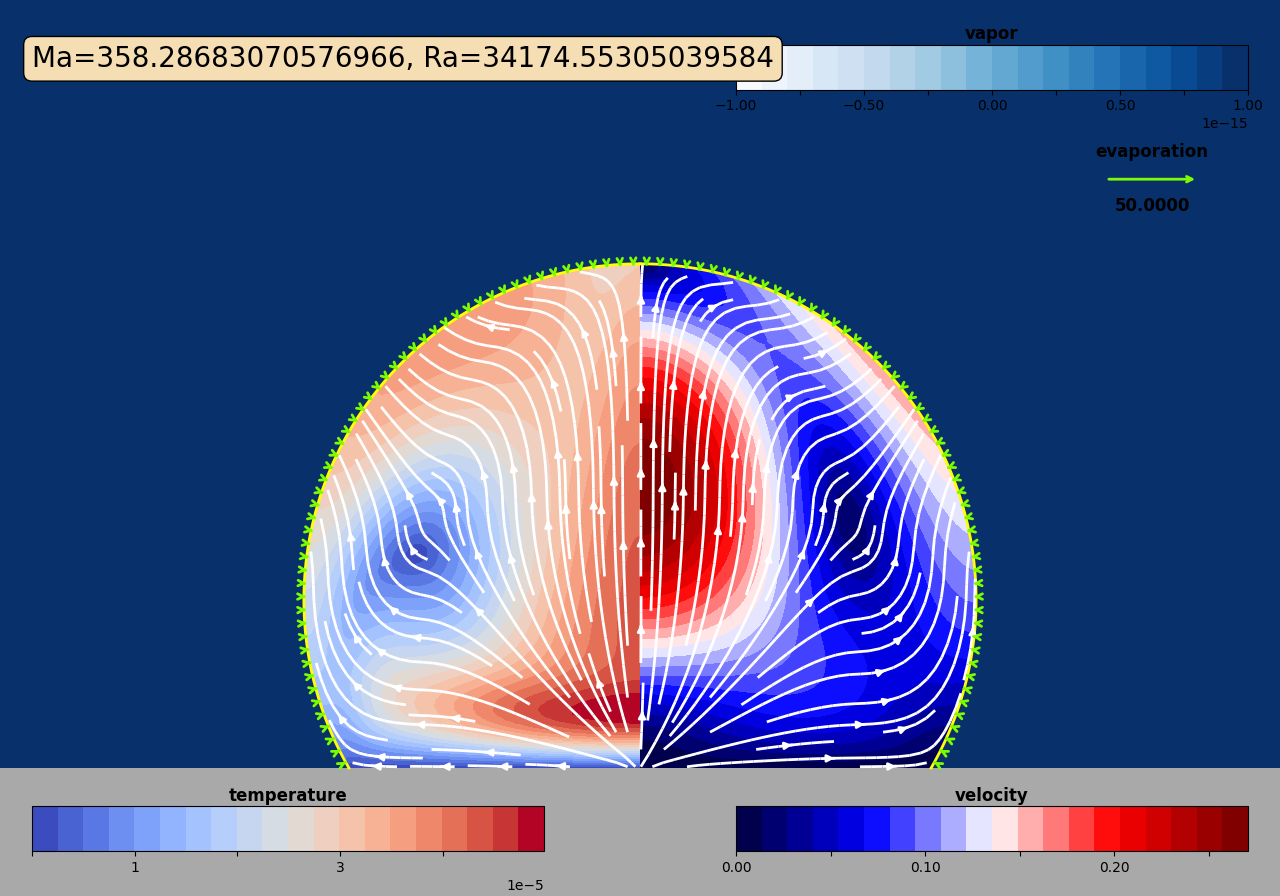 vapor
Ma=358.28683070576966, Ra=34174.55305039584
−1.00 −0.50 0.00 0.50 1.00
1e−15
evaporation
50.0000
temperature velocity
1 3 0.00 0.10 0.20
1e−5